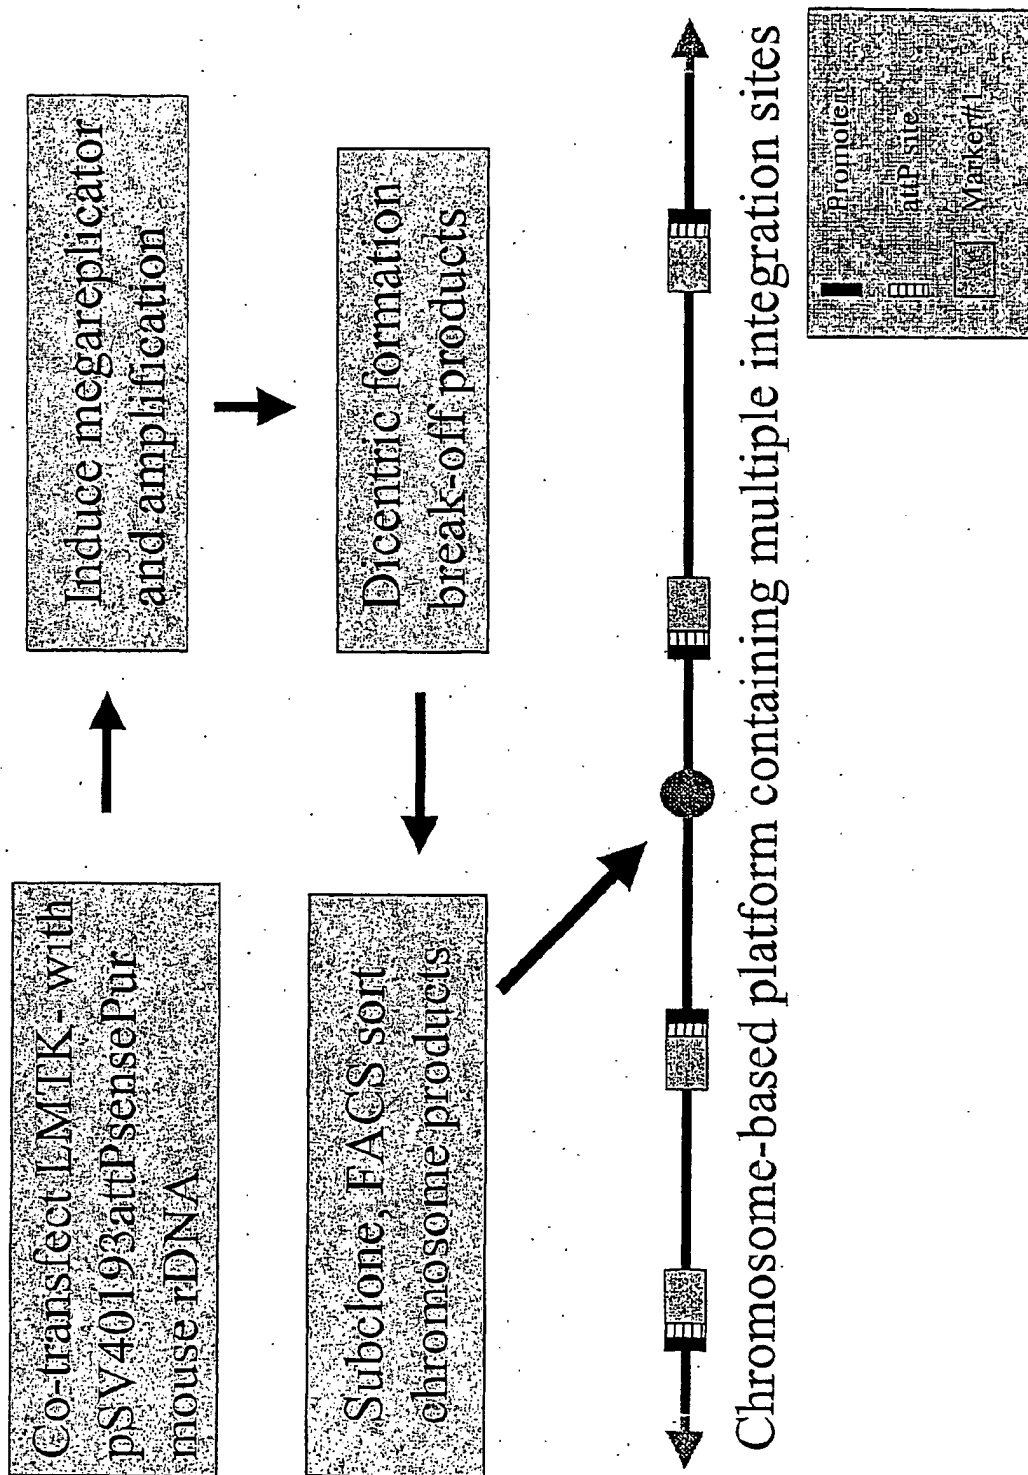 Co-transfect LMTK- with
pSV40193attPsensePur
mouse rDNA
Induce megareplicator
and amplification
Dicentric formation
break-off products
Subclone, FACS sort
chromosome products
Chromosome-based platform containing multiple integration sites
Promoter
attP site
Marker#1